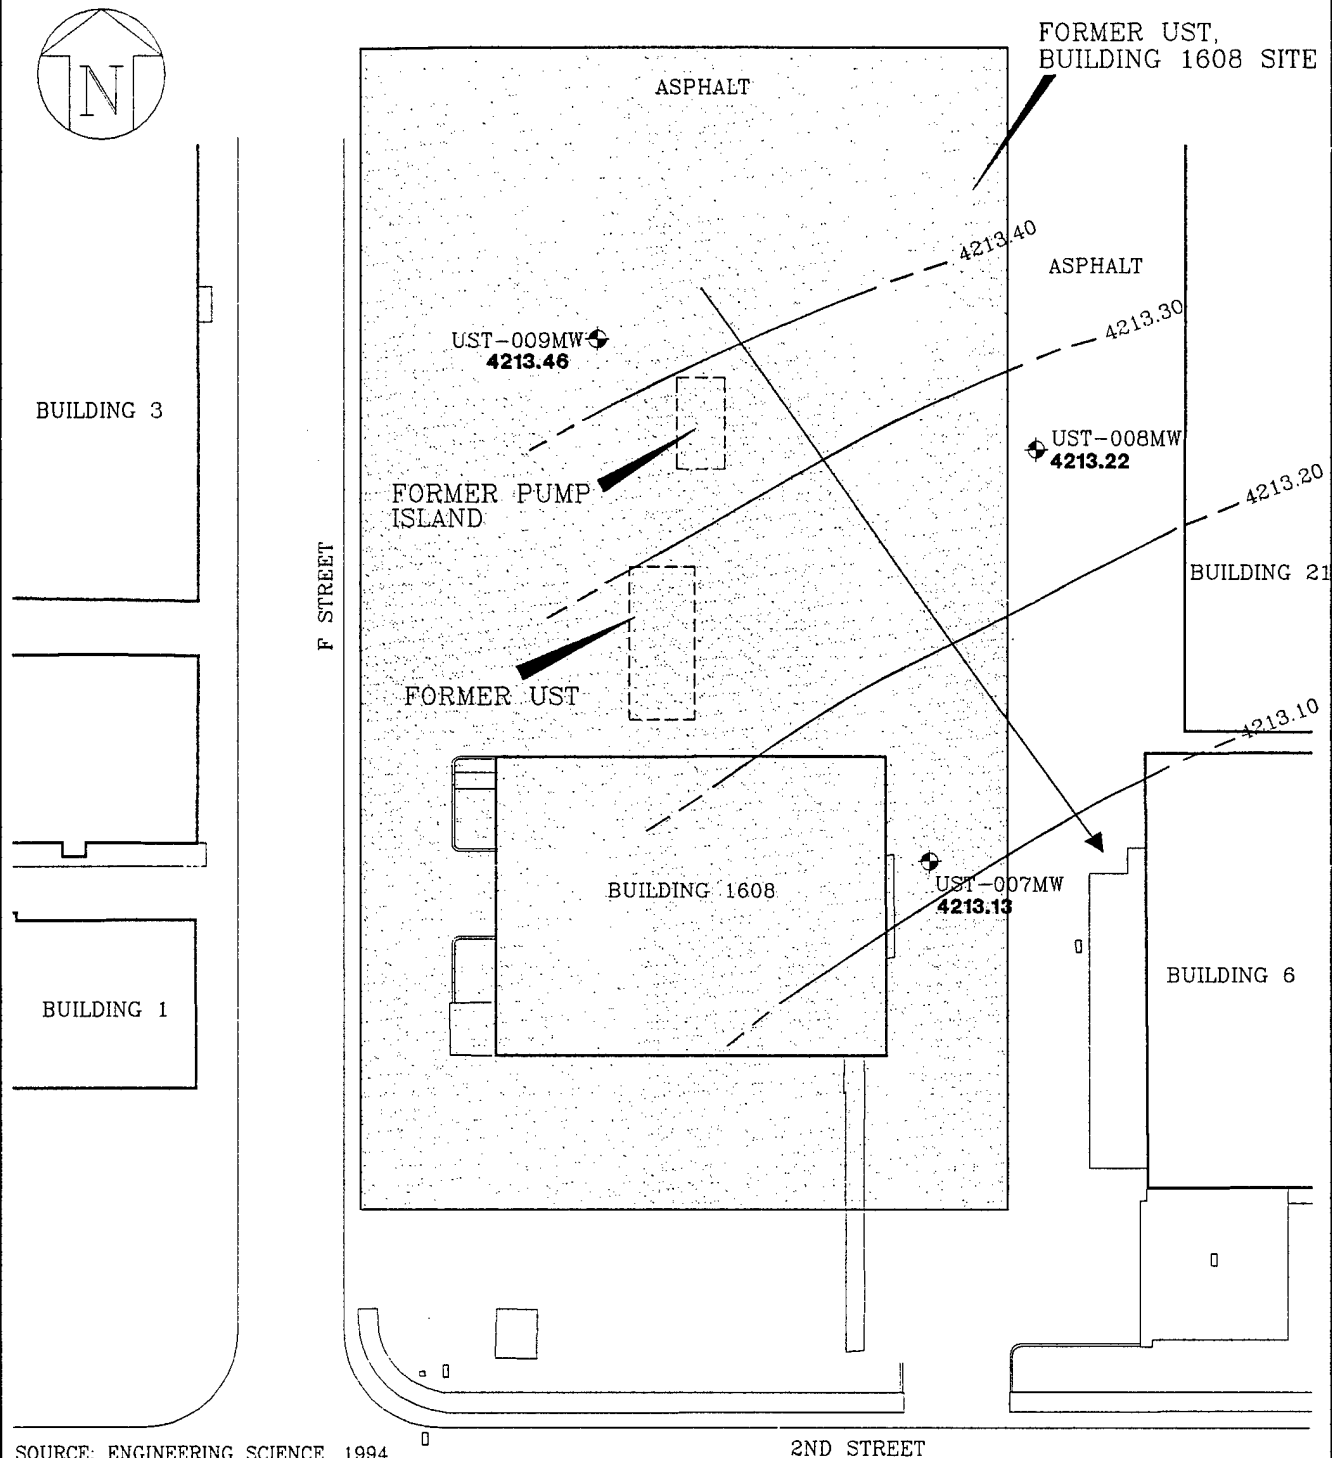 N
FORMER UST,
BUILDING 1608 SITE
ASPHALT
4213.40
ASPHALT
4213.30
UST-009MW
4213.46
BUILDING 3
UST-008MW
4213.22
FORMER PUMP
ISLAND
4213.20
F STREET
BUILDING 21
FORMER UST
4213.10
BUILDING 1608
UST-007MW
4213.13
BUILDING 6
BUILDING 1
2ND STREET
SOURCE: ENGINEERING SCIENCE 1994